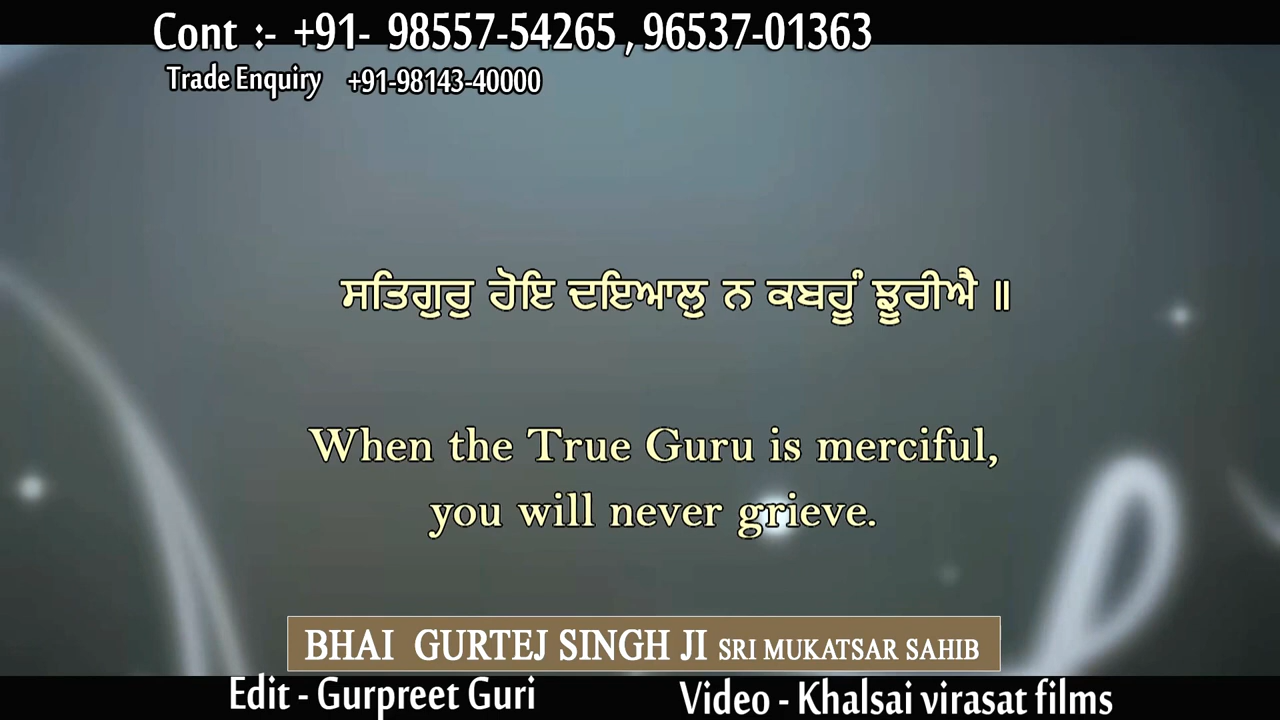 Cont :- +91- 98557-54265 , 96537-01363
Trade Enquiry +91-98143-40000
ਸਤਿਗੁਰੁ ਹੋਇ ਦਇਆਲੁ ਨ ਕਬਹੂੰ ਝੂਰੀਐ ॥
When the True Guru is merciful,
you will never grieve.
BHAI GURTEJ SINGH JI SRI MUKATSAR SAHIB
Edit - Gurpreet Guri Video - Khalsai virasat films